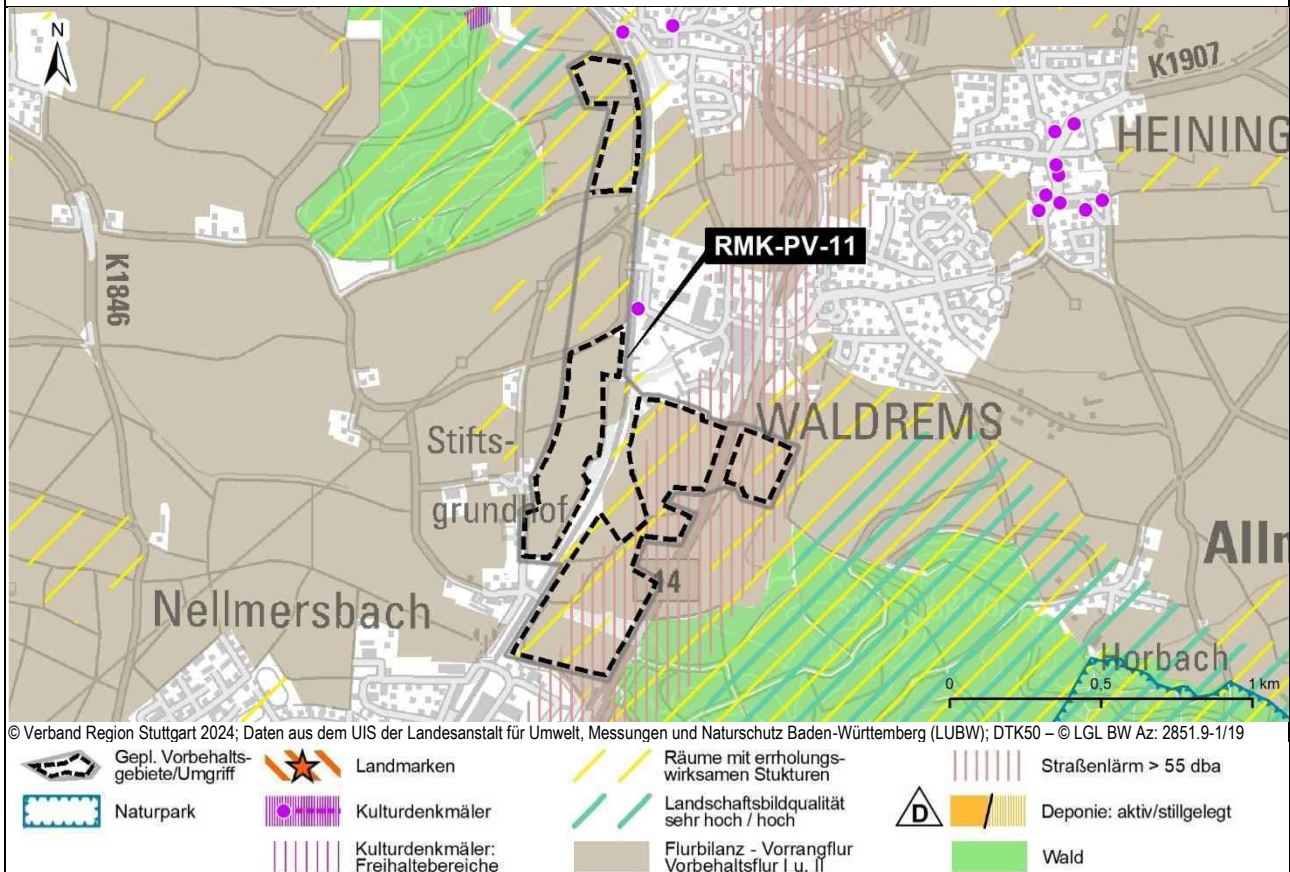 N
Wald
K1907
HEINING
K1846
RMK-PV-11
WALDREMS
Stifts-
grundhof
14
Nellmersbach
Allm
Horbach
0 0,5 1 km
© Verband Region Stuttgart 2024; Daten aus dem UIS der Landesanstalt für Umwelt, Messungen und Naturschutz Baden-Württemberg (LUBW); DTK50 – © LGL BW Az: 2851.9-1/19
Gepl. Vorbehalts-
gebiete/Umgriff
Landmarken
Räume mit errholungs-
wirksamen Stukturen
Straßenlärm > 55 dba
Naturpark
Kulturdenkmäler
Landschaftsbildqualität
sehr hoch / hoch
D
Deponie: aktiv/stillgelegt
Kulturdenkmäler:
Freihaltebereiche
Flurbilanz - Vorrangflur
Vorbehaltsflur I u. II
Wald